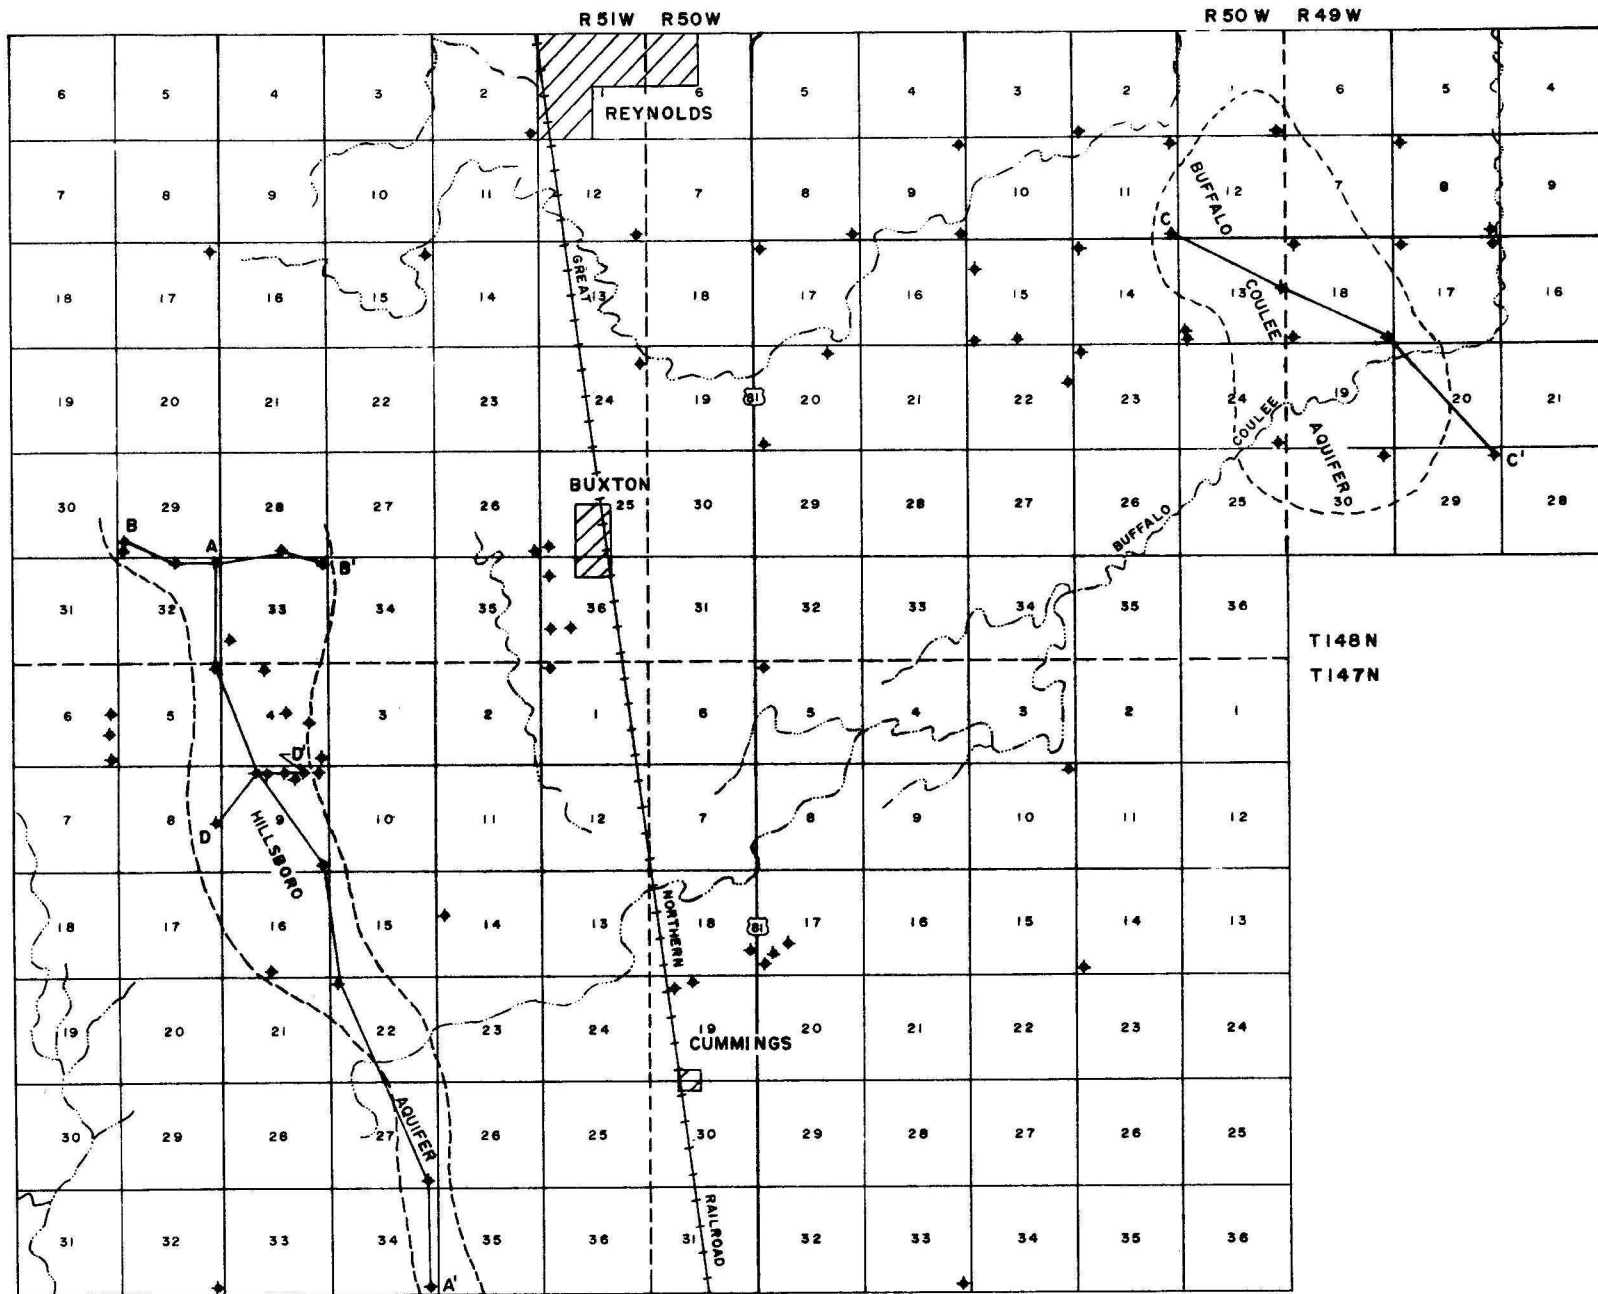 R 51W R 50W
R 50 W R 49W
6 5 4 3 2 1 6 5 4 3 2 1 6 5 4
REYNOLDS
7 8 9 10 11 12 7 8 9 10 11 12 7 8 9
BUFFALO
C
GREAT
18 17 16 15 14 13 18 17 16 15 14 13 18 17 16
COULEE
19 20 21 22 23 24 19 81 20 21 22 23 24 19 20 21
COULEE
AQUIFER
C'
BUXTON
30 29 28 27 26 25 30 29 28 27 26 25 30 29 28
BUFFALO
B A B'
31 32 33 34 35 36 31 32 33 34 35 36
T148N
T147N
6 5 4 3 2 1 6 5 4 3 2 1
D'
7 8 9 10 11 12 7 8 9 10 11 12
D
HILLSBORO
18 17 16 15 14 13 18 81 17 16 15 14 13
NORTHERN
19 20 21 22 23 24 19 20 21 22 23 24
CUMMINGS
30 29 28 27 26 25 30 29 28 27 26 25
AQUIFER
RAILROAD
31 32 33 34 35 36 31 32 33 34 35 36
A'